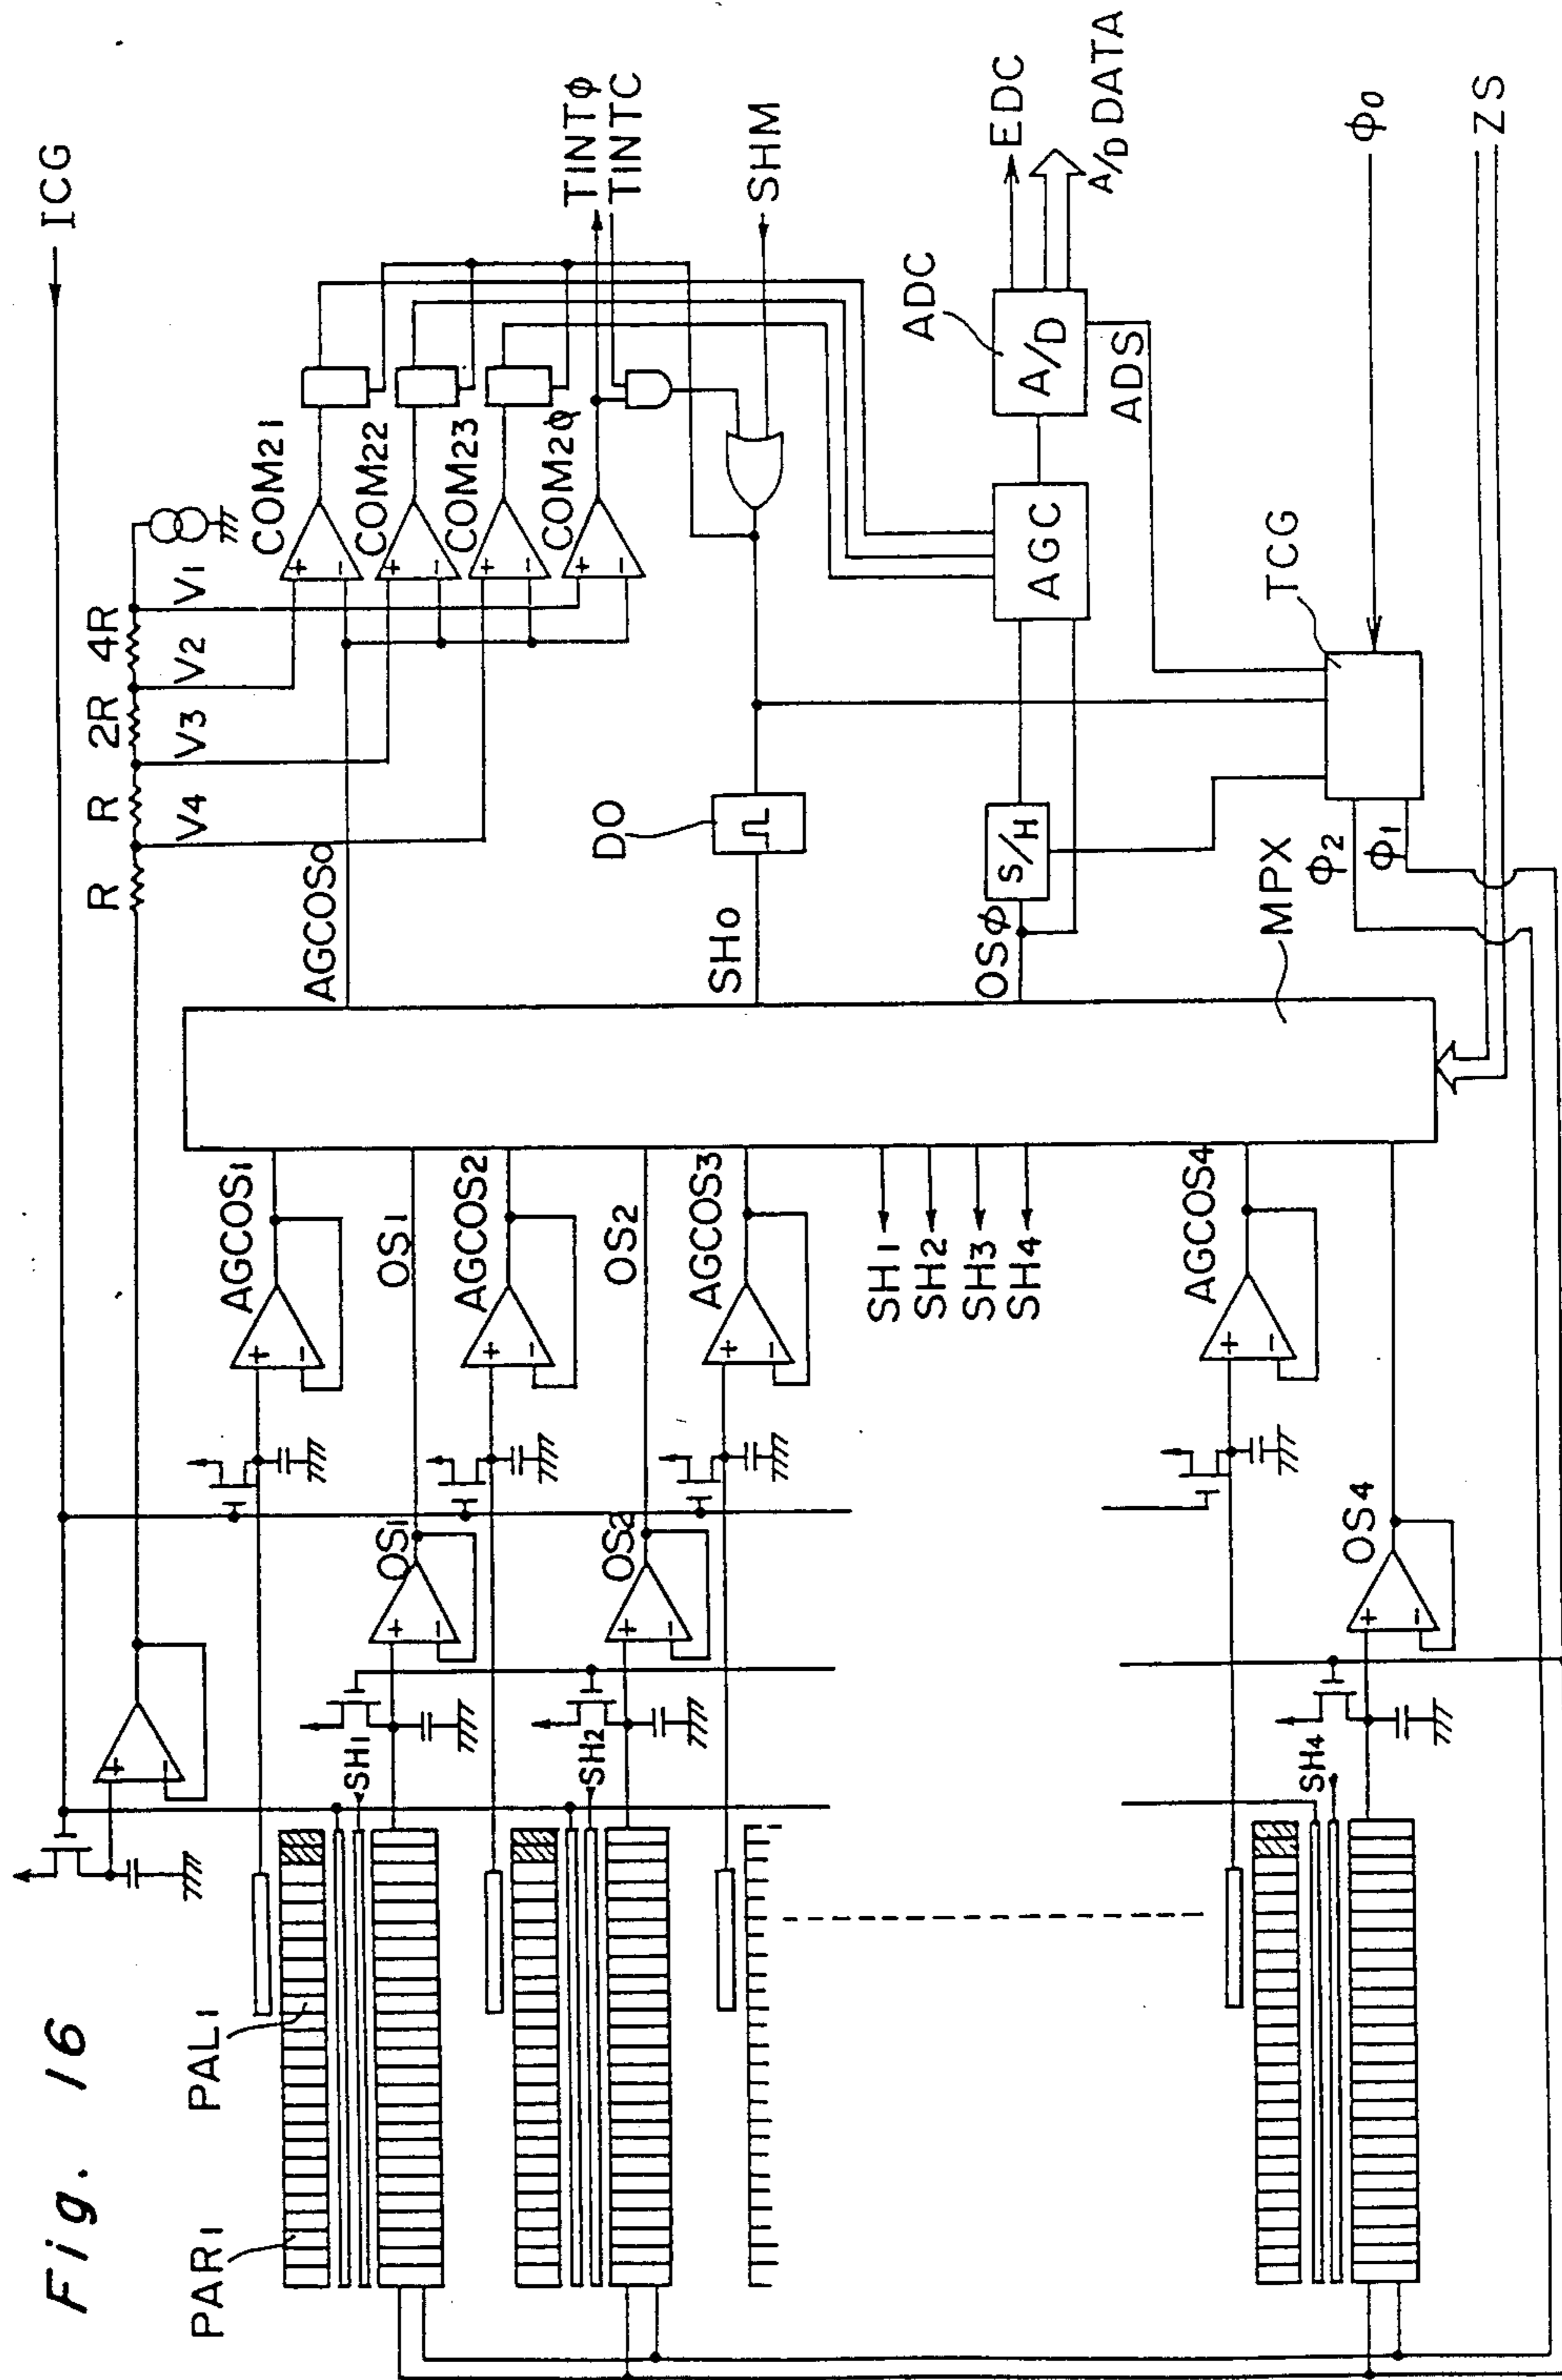 Fig. 16
ICG
R
R
2R
4R
V4
V3
V2
V1
COM21
COM22
COM23
COM2φ
+
-
+
-
+
-
+
-
TINTφ
TINTC
SHM
EDC
A/D DATA
ADC
A/D
ADS
AGC
TCG
φ0
ZS
DO
S/H
AGCOS0
SH0
OSφ
MPX
φ2
φ1
AGCOS1
OS1
AGCOS2
OS2
AGCOS3
SH1
SH2
SH3
SH4
AGCOS4
+
-
+
-
+
-
+
-
OS1
OS2
OS4
+
-
+
-
+
-
+
-
SH1
SH2
SH4
PAL1
PAR1